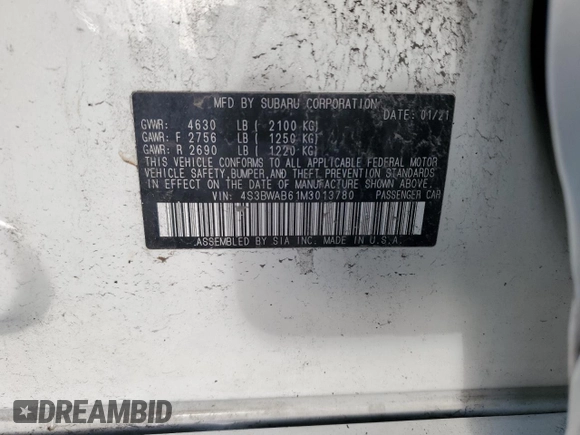 MFD BY SUBARU CORPORATION
DATE: 01/21
GVWR: 4630 LB ( 2100 KG)
GAWR: F 2756 LB ( 1250 KG)
GAWR: R 2690 LB ( 1220 KG)
THIS VEHICLE CONFORMS TO ALL APPLICABLE FEDERAL MOTOR
VEHICLE SAFETY, BUMPER, AND THEFT PREVENTION STANDARDS
IN EFFECT ON THE DATE OF MANUFACTURE SHOWN ABOVE.
VIN: 4S3BWAB61M3013780 PASSENGER CAR
ASSEMBLED BY SIA INC. MADE IN U.S.A.
DREAMBID